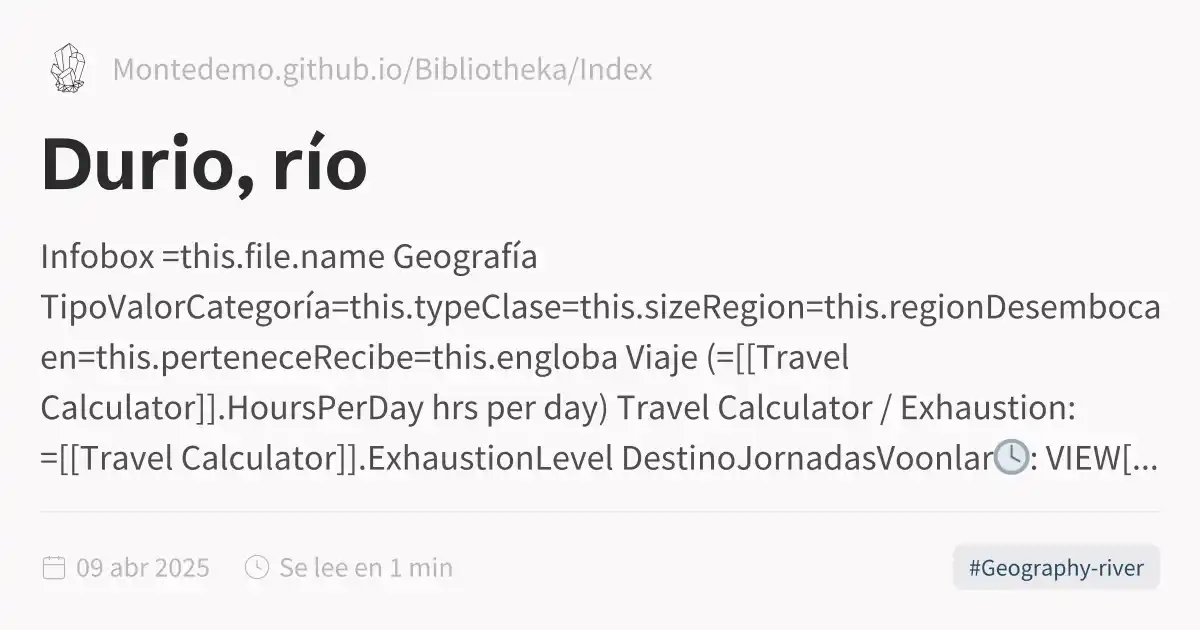 Montedemo.github.io/Bibliotheka/Index
Durio, río
Infobox =this.file.name Geografía
TipoValorCategoría=this.typeClase=this.sizeRegion=this.regionDesemboca
en=this.perteneceRecibe=this.engloba Viaje (=[[Travel
Calculator]].HoursPerDay hrs per day) Travel Calculator / Exhaustion:
=[[Travel Calculator]].ExhaustionLevel DestinoJornadasVoonlar🕓: VIEW[...
09 abr 2025 Se lee en 1 min #Geography-river